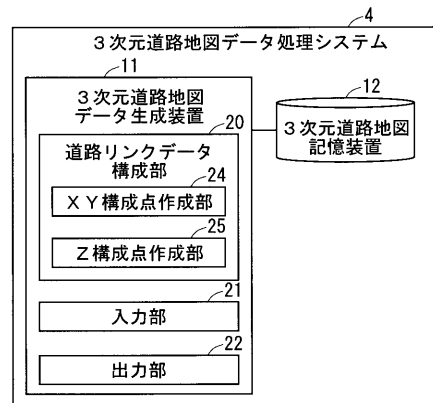 4
３次元道路地図データ処理システム
11
３次元道路地図
データ生成装置
20
道路リンクデータ
構成部
24
ＸＹ構成点作成部
25
Ｚ構成点作成部
21
入力部
22
出力部
12
３次元道路地図
記憶装置